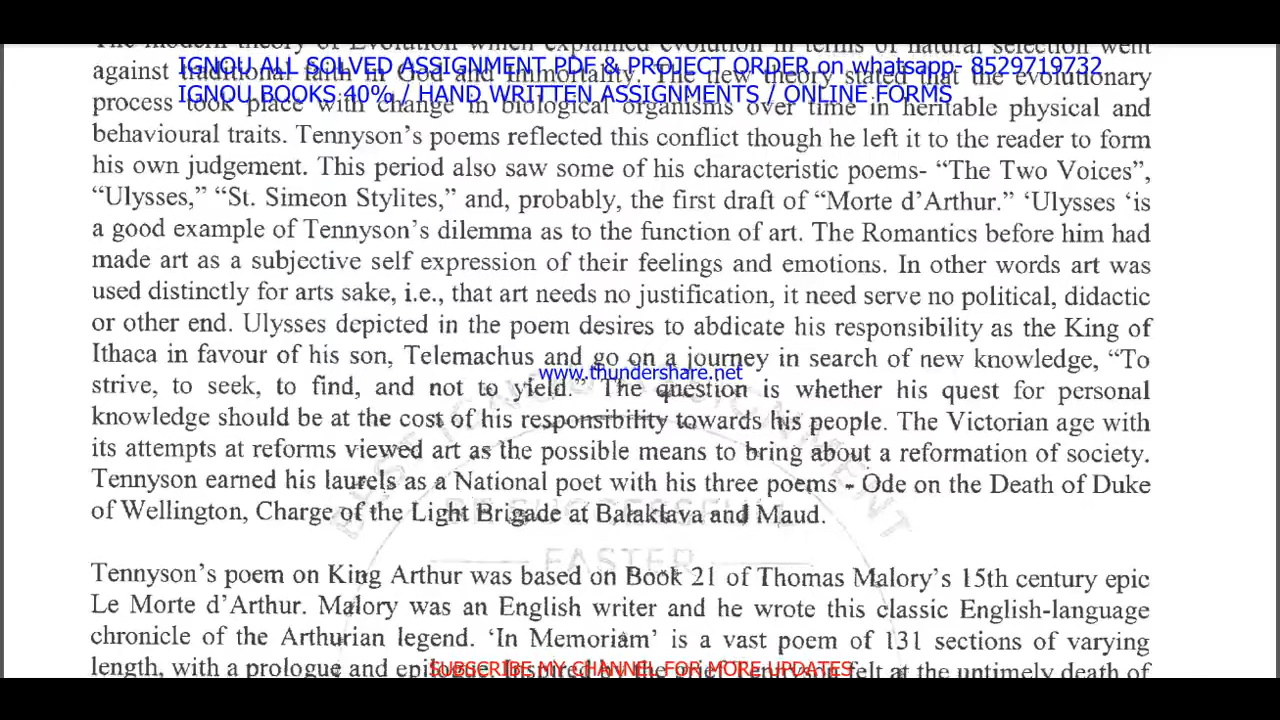 The modern theory of Evolution which explained evolution in terms of natural selection went
IGNOU ALL SOLVED ASSIGNMENT PDF & PROJECT ORDER on whatsapp- 8529719732
against traditional faith in God and Immortality. The new theory stated that the evolutionary
IGNOU BOOKS 40% / HAND WRITTEN ASSIGNMENTS / ONLINE FORMS
process took place with change in biological organisms over time in heritable physical and
behavioural traits. Tennyson's poems reflected this conflict though he left it to the reader to form
his own judgement. This period also saw some of his characteristic poems- “The Two Voices”,
“Ulysses,” “St. Simeon Stylites,” and, probably, the first draft of “Morte d'Arthur.” ‘Ulysses ‘is
a good example of Tennyson's dilemma as to the function of art. The Romantics before him had
made art as a subjective self expression of their feelings and emotions. In other words art was
used distinctly for arts sake, i.e., that art needs no justification, it need serve no political, didactic
or other end. Ulysses depicted in the poem desires to abdicate his responsibility as the King of
Ithaca in favour of his son, Telemachus and go on a journey in search of new knowledge, “To
www.thundershare.net
strive, to seek, to find, and not to yield.” The question is whether his quest for personal
knowledge should be at the cost of his responsibility towards his people. The Victorian age with
its attempts at reforms viewed art as the possible means to bring about a reformation of society.
Tennyson earned his laurels as a National poet with his three poems - Ode on the Death of Duke
of Wellington, Charge of the Light Brigade at Balaklava and Maud.
FASTER
Tennyson's poem on King Arthur was based on Book 21 of Thomas Malory's 15th century epic
Le Morte d'Arthur. Malory was an English writer and he wrote this classic English-language
chronicle of the Arthurian legend. ‘In Memoriam’ is a vast poem of 131 sections of varying
length, with a prologue and epilogue. Inspired by the grief Tennyson felt at the untimely death of
SUBSCRIBE MY CHANNEL FOR MORE UPDATES